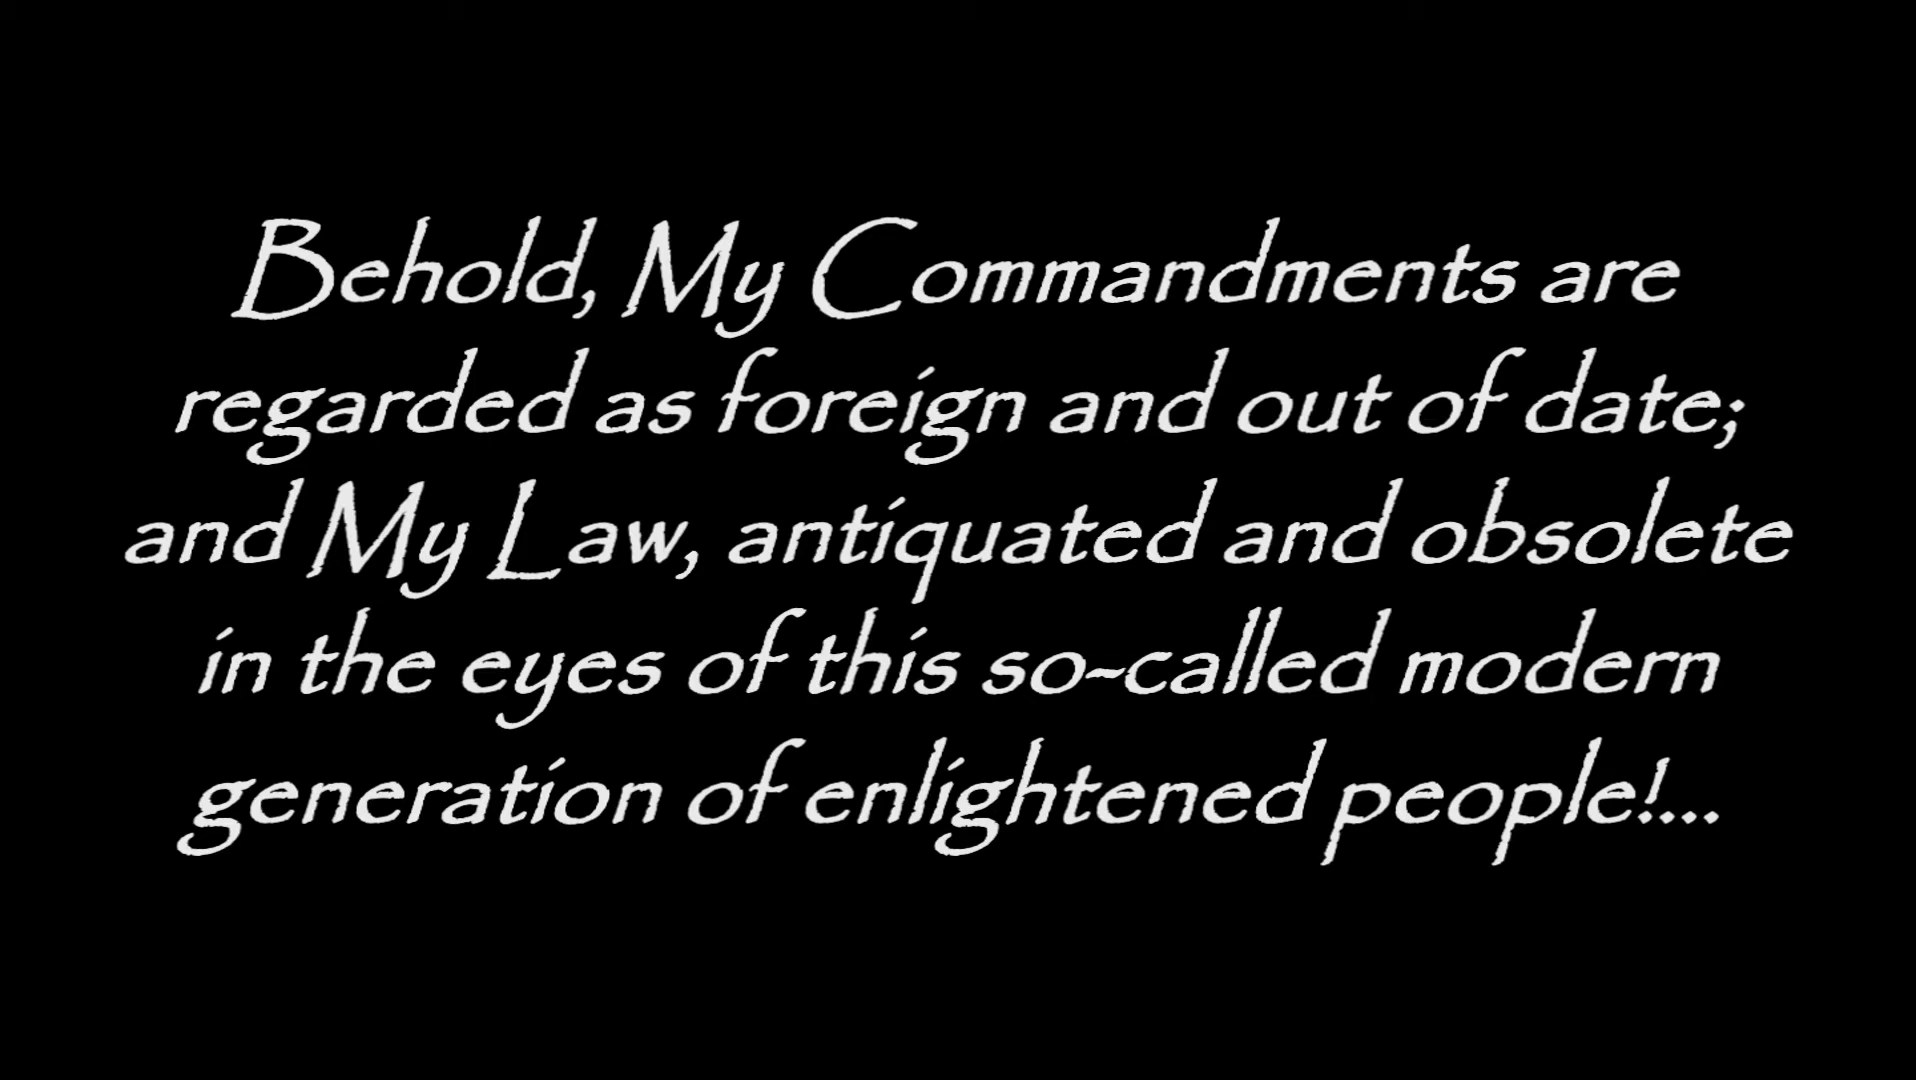 Behold, My Commandments are
regarded as foreign and out of date;
and My Law, antiquated and obsolete
in the eyes of this so-called modern
generation of enlightened people!...